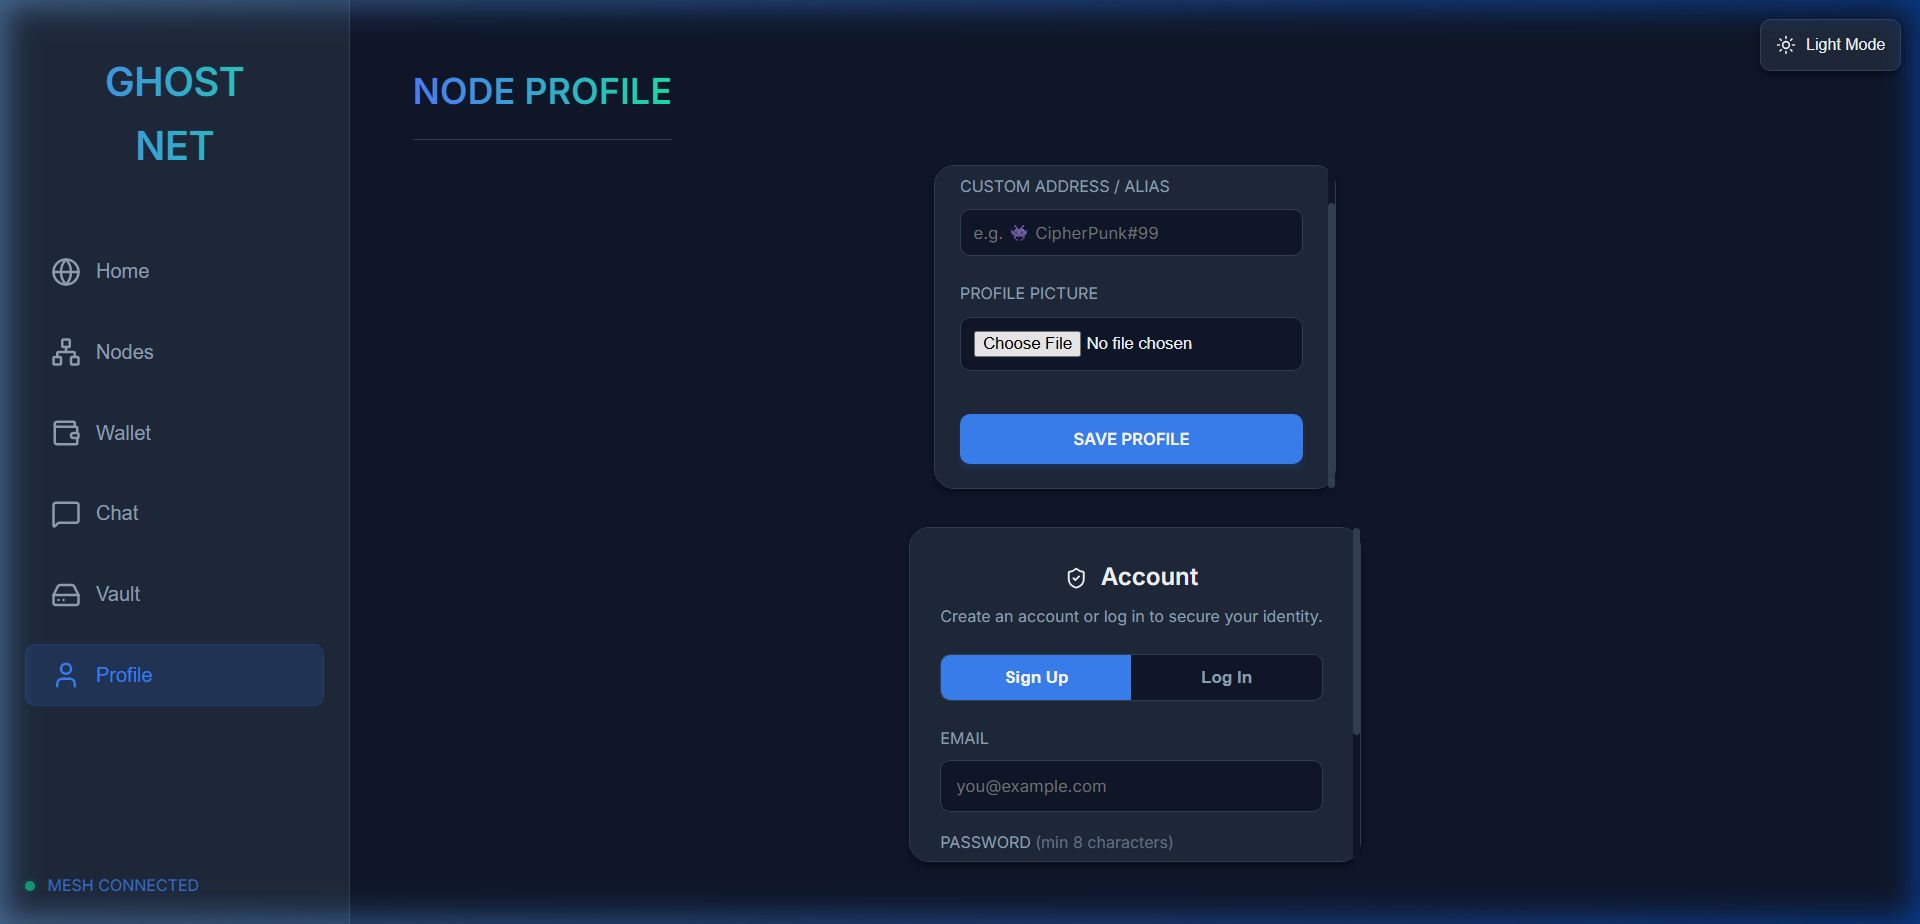 GHOST
NET
Home
Nodes
Wallet
Chat
Vault
Profile
MESH CONNECTED
Light Mode
NODE PROFILE
CUSTOM ADDRESS / ALIAS
e.g. 👾 CipherPunk#99
PROFILE PICTURE
Choose File No file chosen
SAVE PROFILE
Account
Create an account or log in to secure your identity.
Sign Up Log In
EMAIL
you@example.com
PASSWORD (min 8 characters)